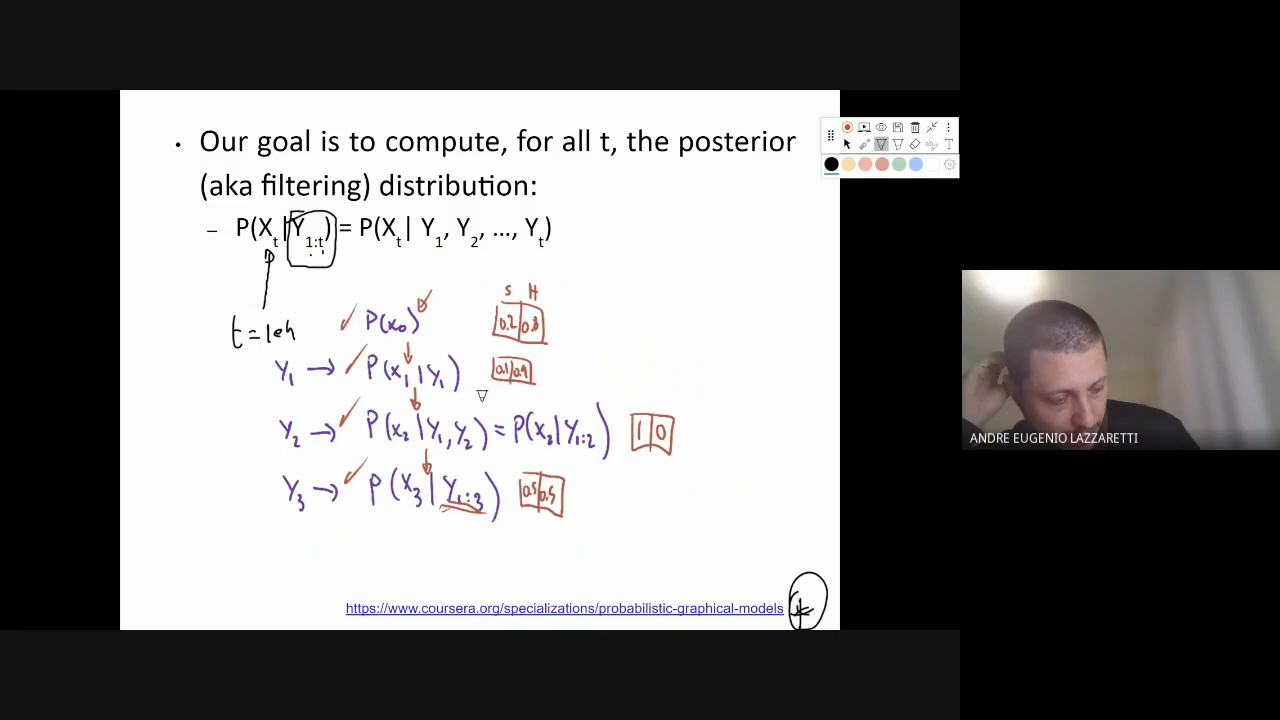 • Our goal is to compute, for all t, the posterior
(aka filtering) distribution:
– P(X_t | Y_1:t) = P(X_t | Y_1, Y_2, …, Y_t)
S H
P(x_0) 0.2 0.8
t =
Y_1 → P(x_1 | Y_1) 0.1 0.9
Y_2 → P(x_2 | Y_1, Y_2) = P(x_2 | Y_1:2) 1 0
Y_3 → P(X_3 | Y_1:3) 0.5 0.5
https://www.coursera.org/specializations/probabilistic-graphical-models
ANDRE EUGENIO LAZZARETTI